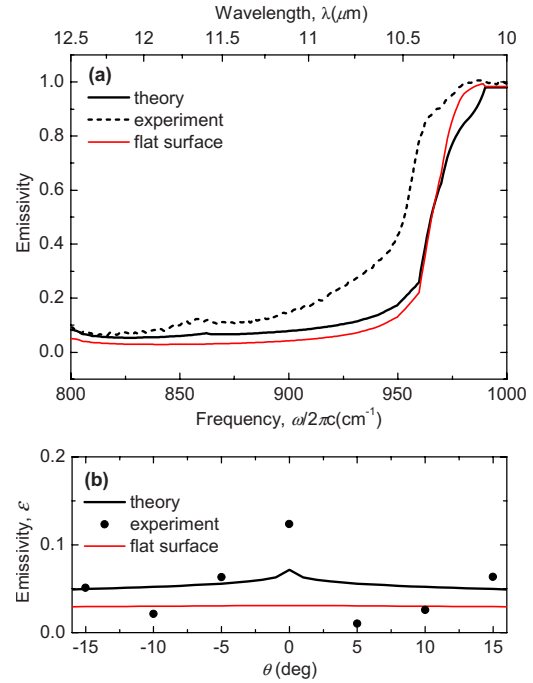 Wavelength, λ(μm)
12.5 12 11.5 11 10.5 10
(a)
theory
experiment
flat surface
1.0
0.8
0.6
0.4
0.2
0.0
Emissivity
800 850 900 950 1000
Frequency, ω/2πc(cm⁻¹)
(b)
theory
experiment
flat surface
0.2
0.1
0.0
Emissivity, ε
-15 -10 -5 0 5 10 15
θ (deg)